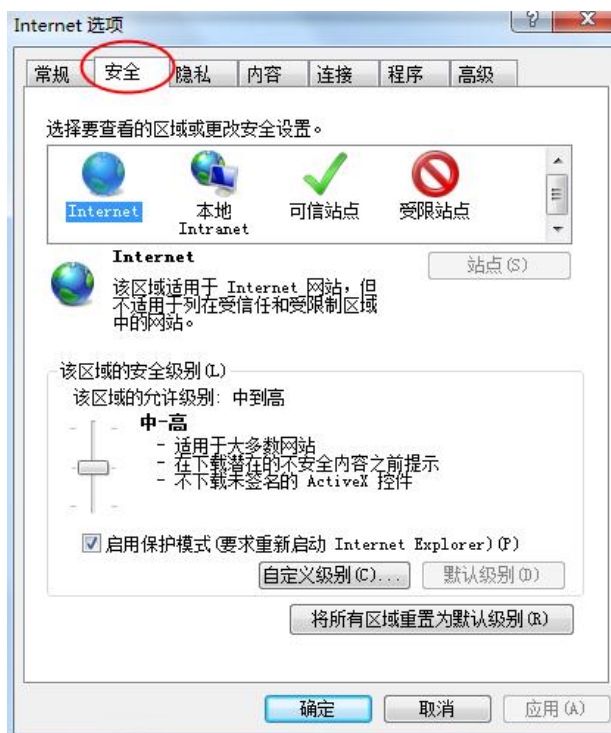 Internet 选项
常规 安全 隐私 内容 连接 程序 高级
选择要查看的区域或更改安全设置。
Internet 本地 Intranet 可信站点 受限站点
Internet
站点(S)
该区域适用于 Internet 网站，但
不适用于列在受信任和受限制区域
中的网站。
该区域的安全级别(L)
该区域的允许级别: 中到高
中-高
- 适用于大多数网站
- 在下载潜在的不安全内容之前提示
- 不下载未签名的 ActiveX 控件
启用保护模式(要求重新启动 Internet Explorer)(P)
自定义级别(C)... 默认级别(D)
将所有区域重置为默认级别(R)
确定 取消 应用(A)